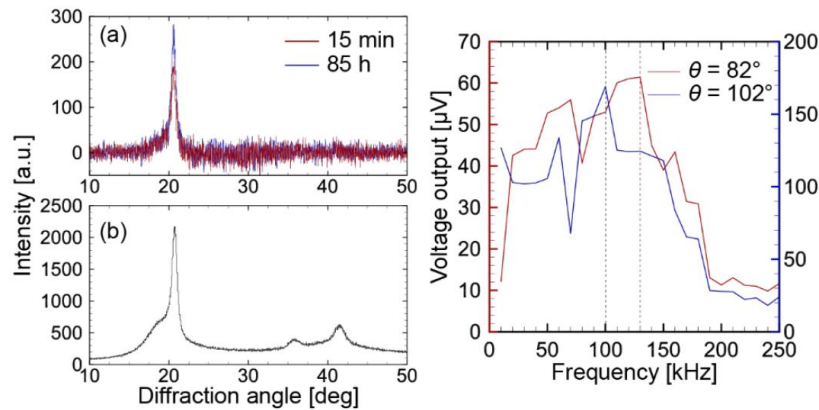 (a)
15 min
85 h
300
200
100
0
10 20 30 40 50
(b)
2500
2000
1500
1000
500
0
10 20 30 40 50
Intensity [a.u.]
Diffraction angle [deg]
70
60
50
40
30
20
10
0
Voltage output [μV]
θ = 82°
θ = 102°
200
150
100
50
0
0 50 100 150 200 250
Frequency [kHz]